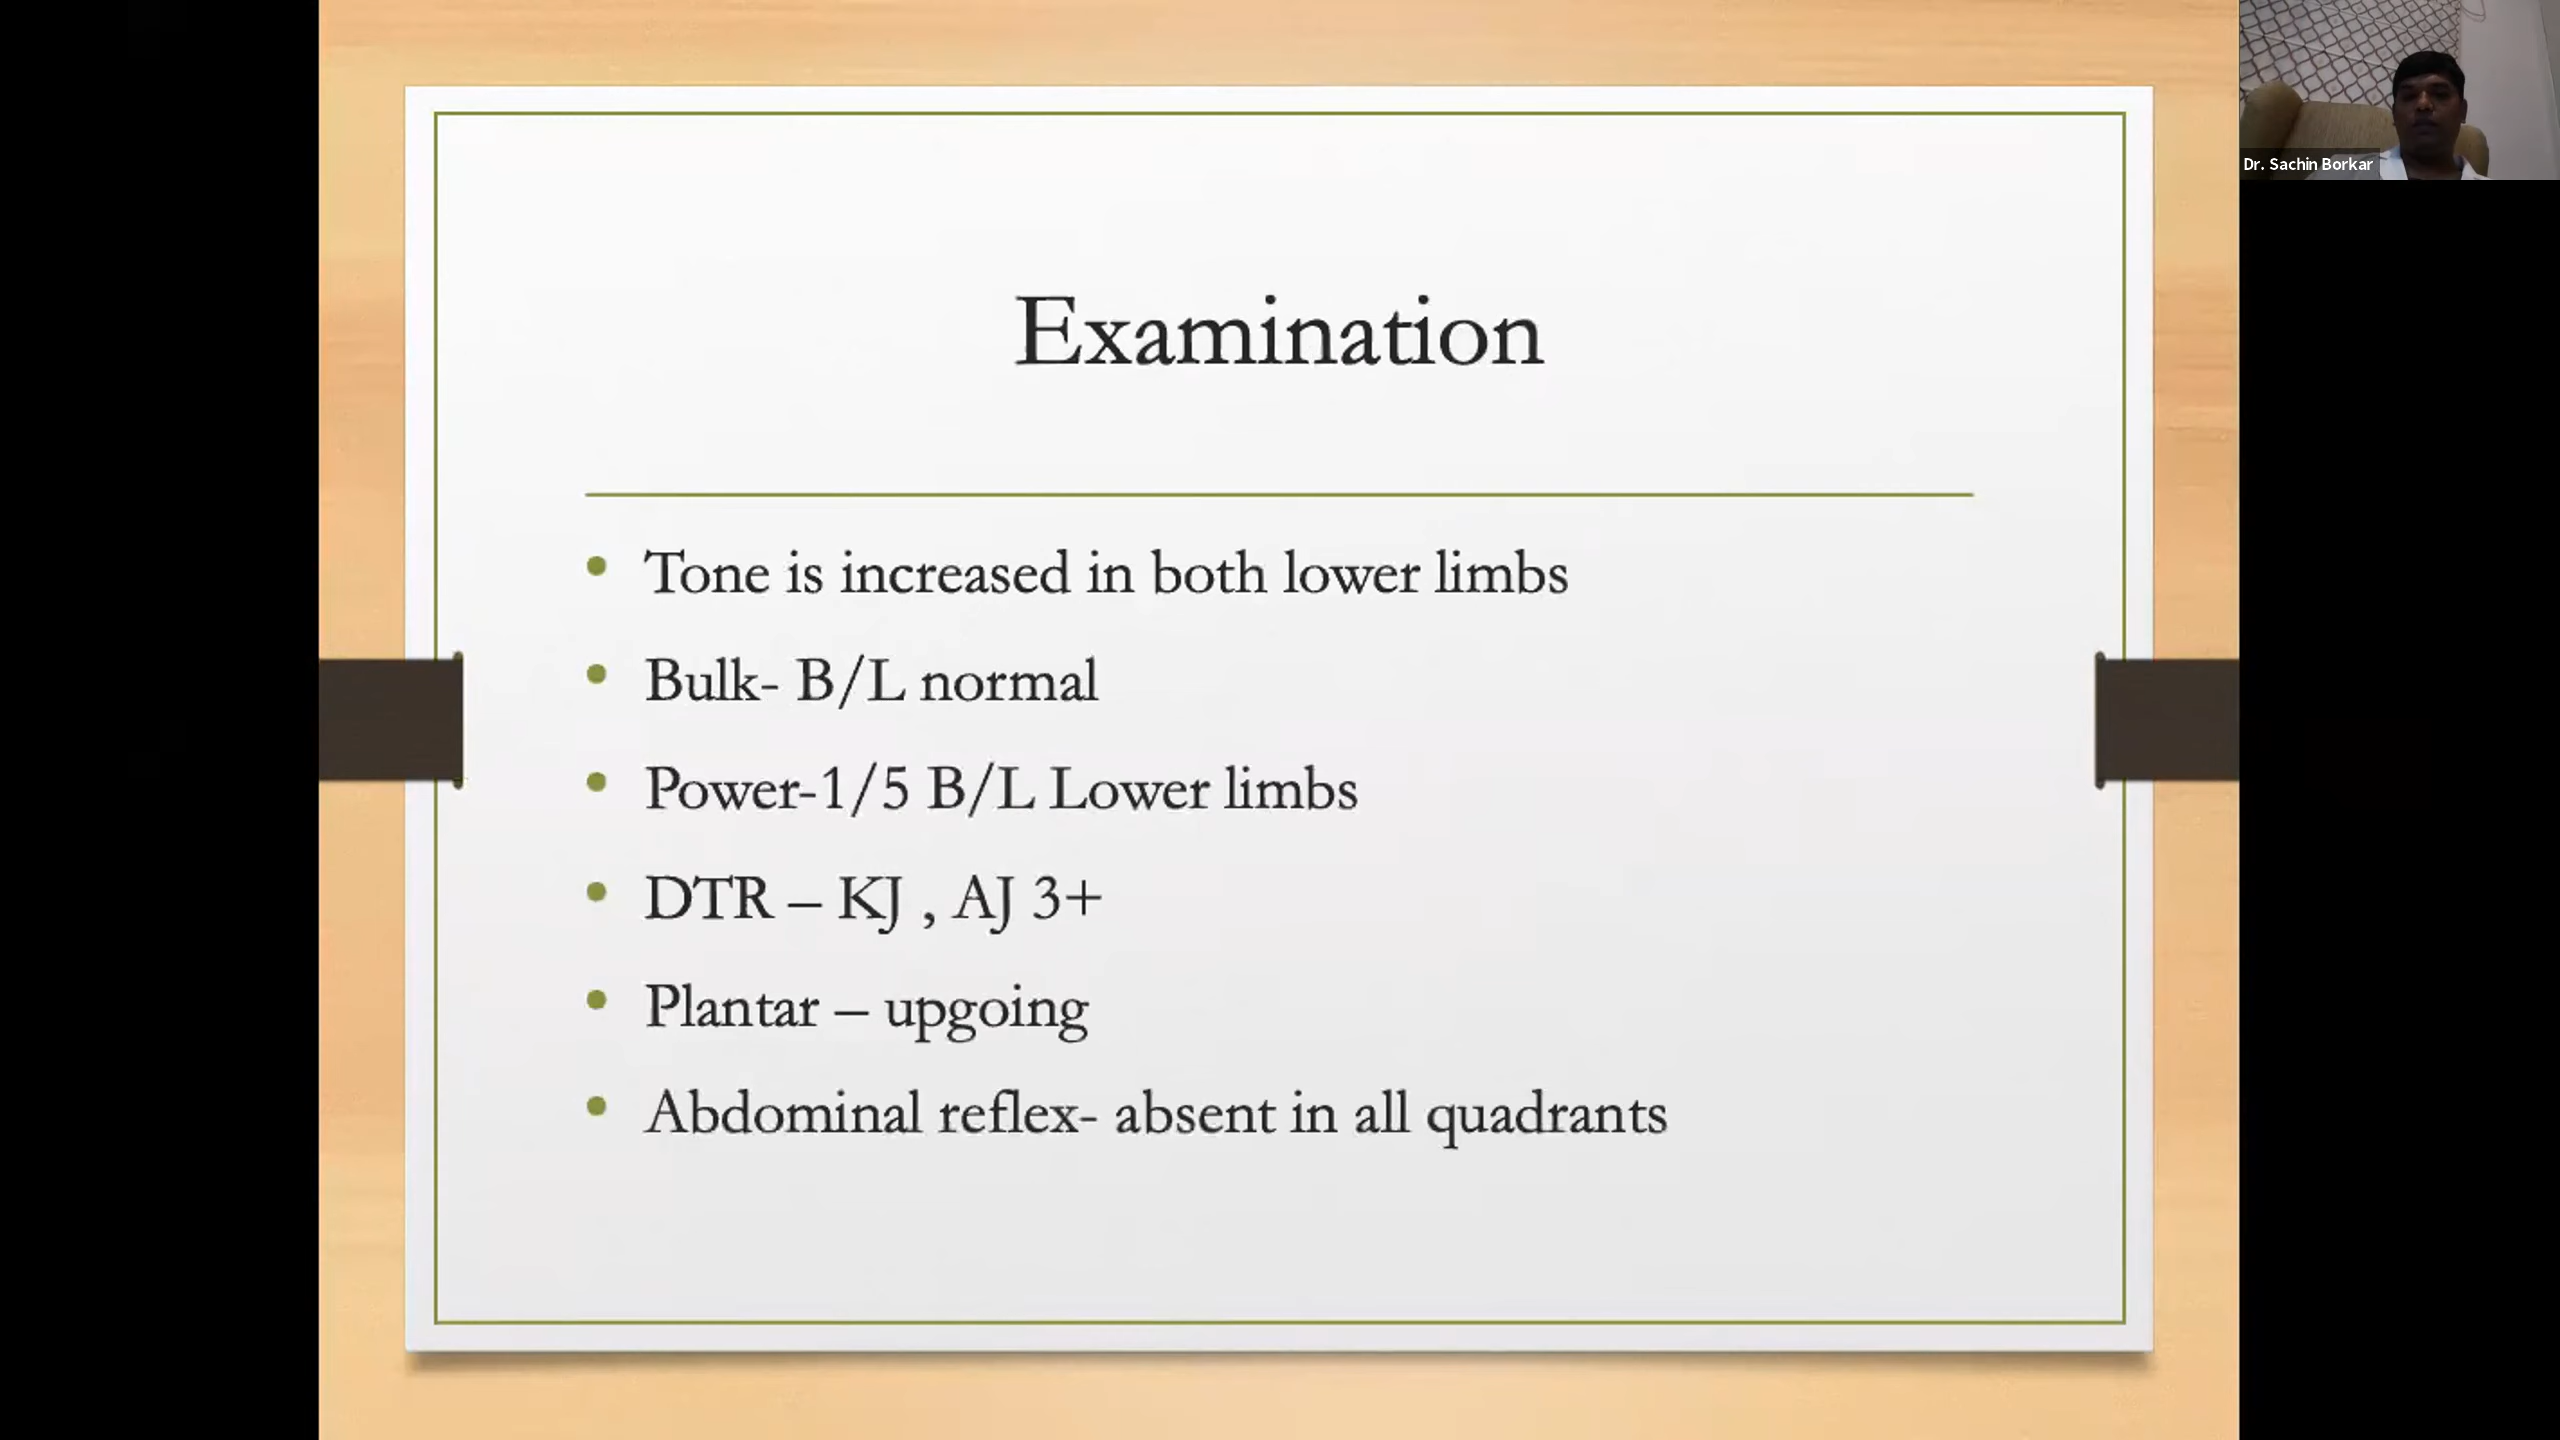 Dr. Sachin Borkar
Examination
Tone is increased in both lower limbs
Bulk- B/L normal
Power-1/5 B/L Lower limbs
DTR – KJ , AJ 3+
Plantar – upgoing
Abdominal reflex- absent in all quadrants